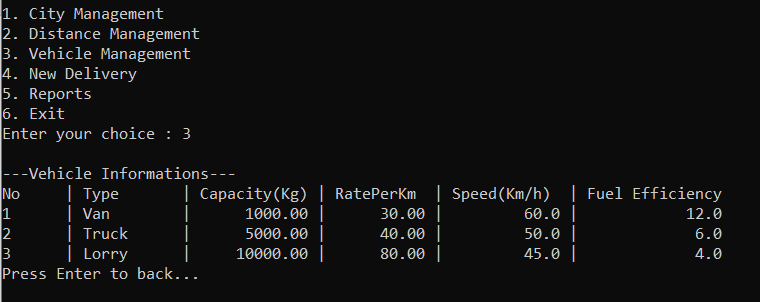 1. City Management
2. Distance Management
3. Vehicle Management
4. New Delivery
5. Reports
6. Exit
Enter your choice : 3

---Vehicle Informations---
No     | Type       | Capacity(Kg) | RatePerKm  | Speed(Km/h)  | Fuel Efficiency
1      | Van        |      1000.00 |      30.00 |         60.0 |            12.0
2      | Truck      |      5000.00 |      40.00 |         50.0 |             6.0
3      | Lorry      |     10000.00 |      80.00 |         45.0 |             4.0
Press Enter to back...